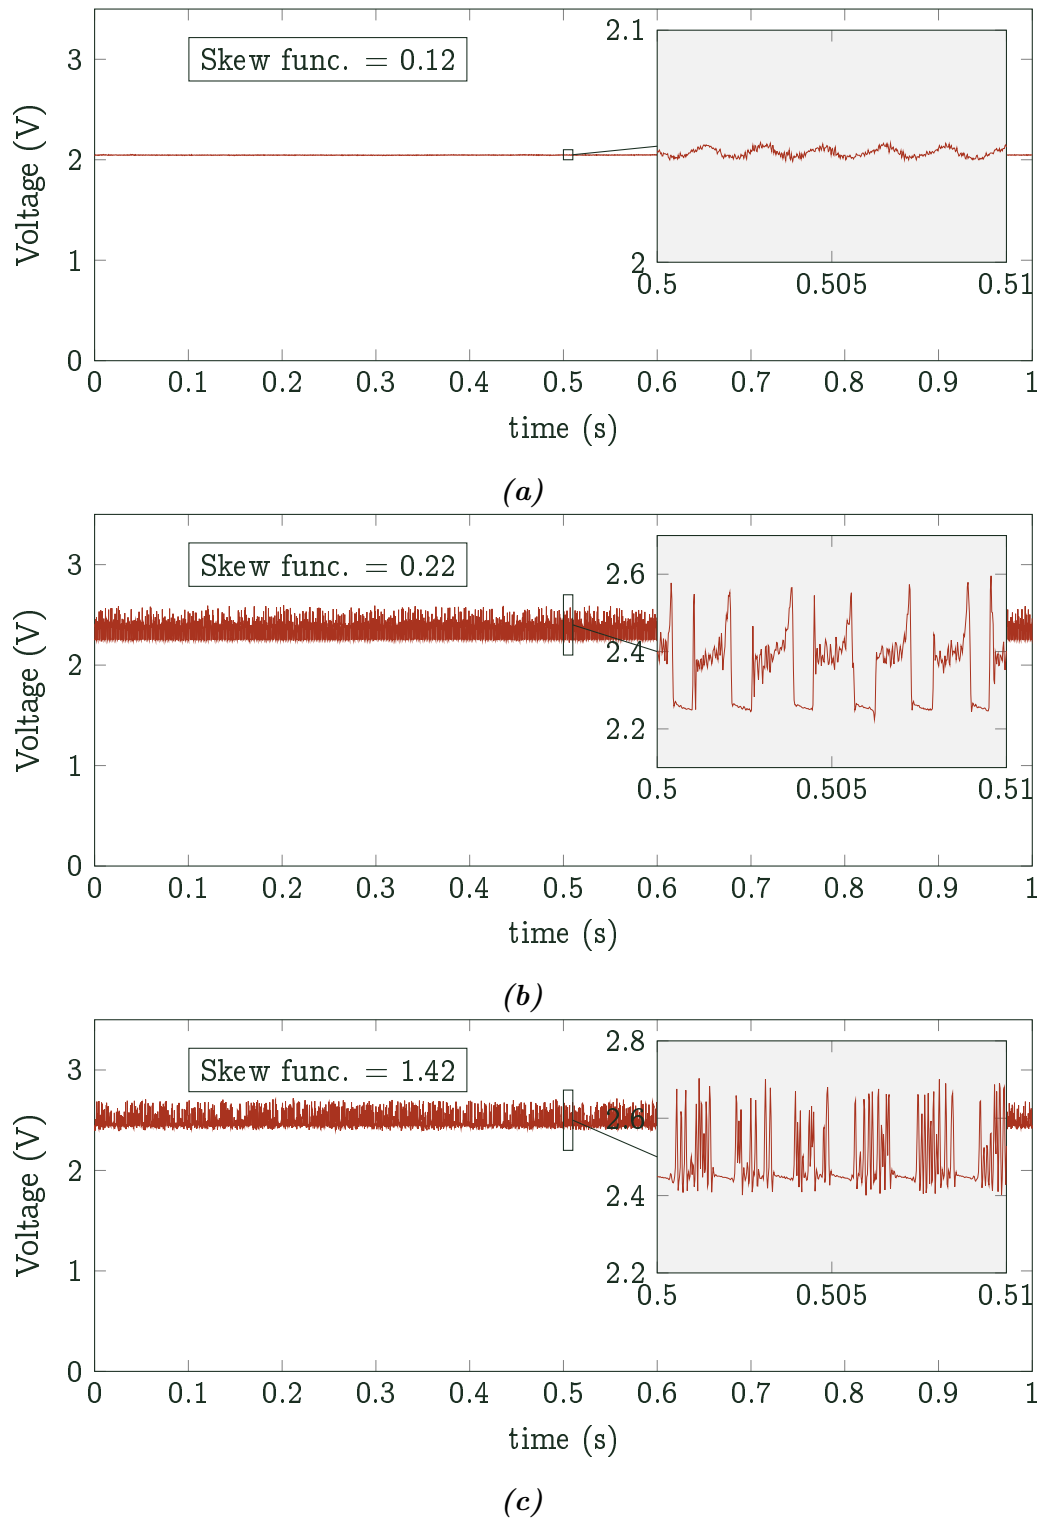 Skew func. = 0.12
Voltage (V)
3
2
1
0
2.1
2
0.5 0.505 0.51
0 0.1 0.2 0.3 0.4 0.5 0.6 0.7 0.8 0.9 1
time (s)
(a)
Skew func. = 0.22
Voltage (V)
3
2
1
0
2.6
2.4
2.2
0.5 0.505 0.51
0 0.1 0.2 0.3 0.4 0.5 0.6 0.7 0.8 0.9 1
time (s)
(b)
Skew func. = 1.42
Voltage (V)
3
2
1
0
2.8
2.6
2.4
2.2
0.5 0.505 0.51
0 0.1 0.2 0.3 0.4 0.5 0.6 0.7 0.8 0.9 1
time (s)
(c)